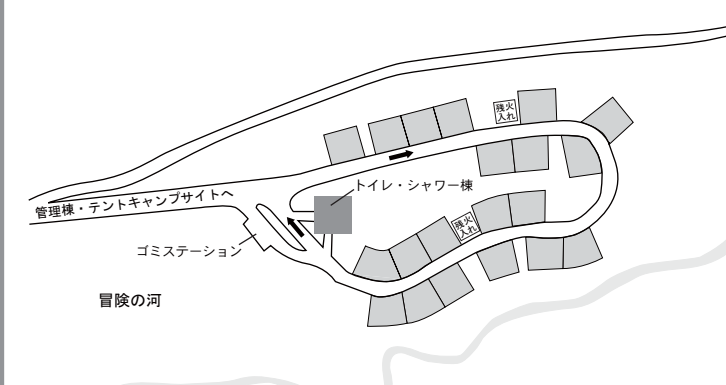 残火
入れ
トイレ・シャワー棟
管理棟・テントキャンプサイトへ
残火
入れ
ゴミステーション
冒険の河